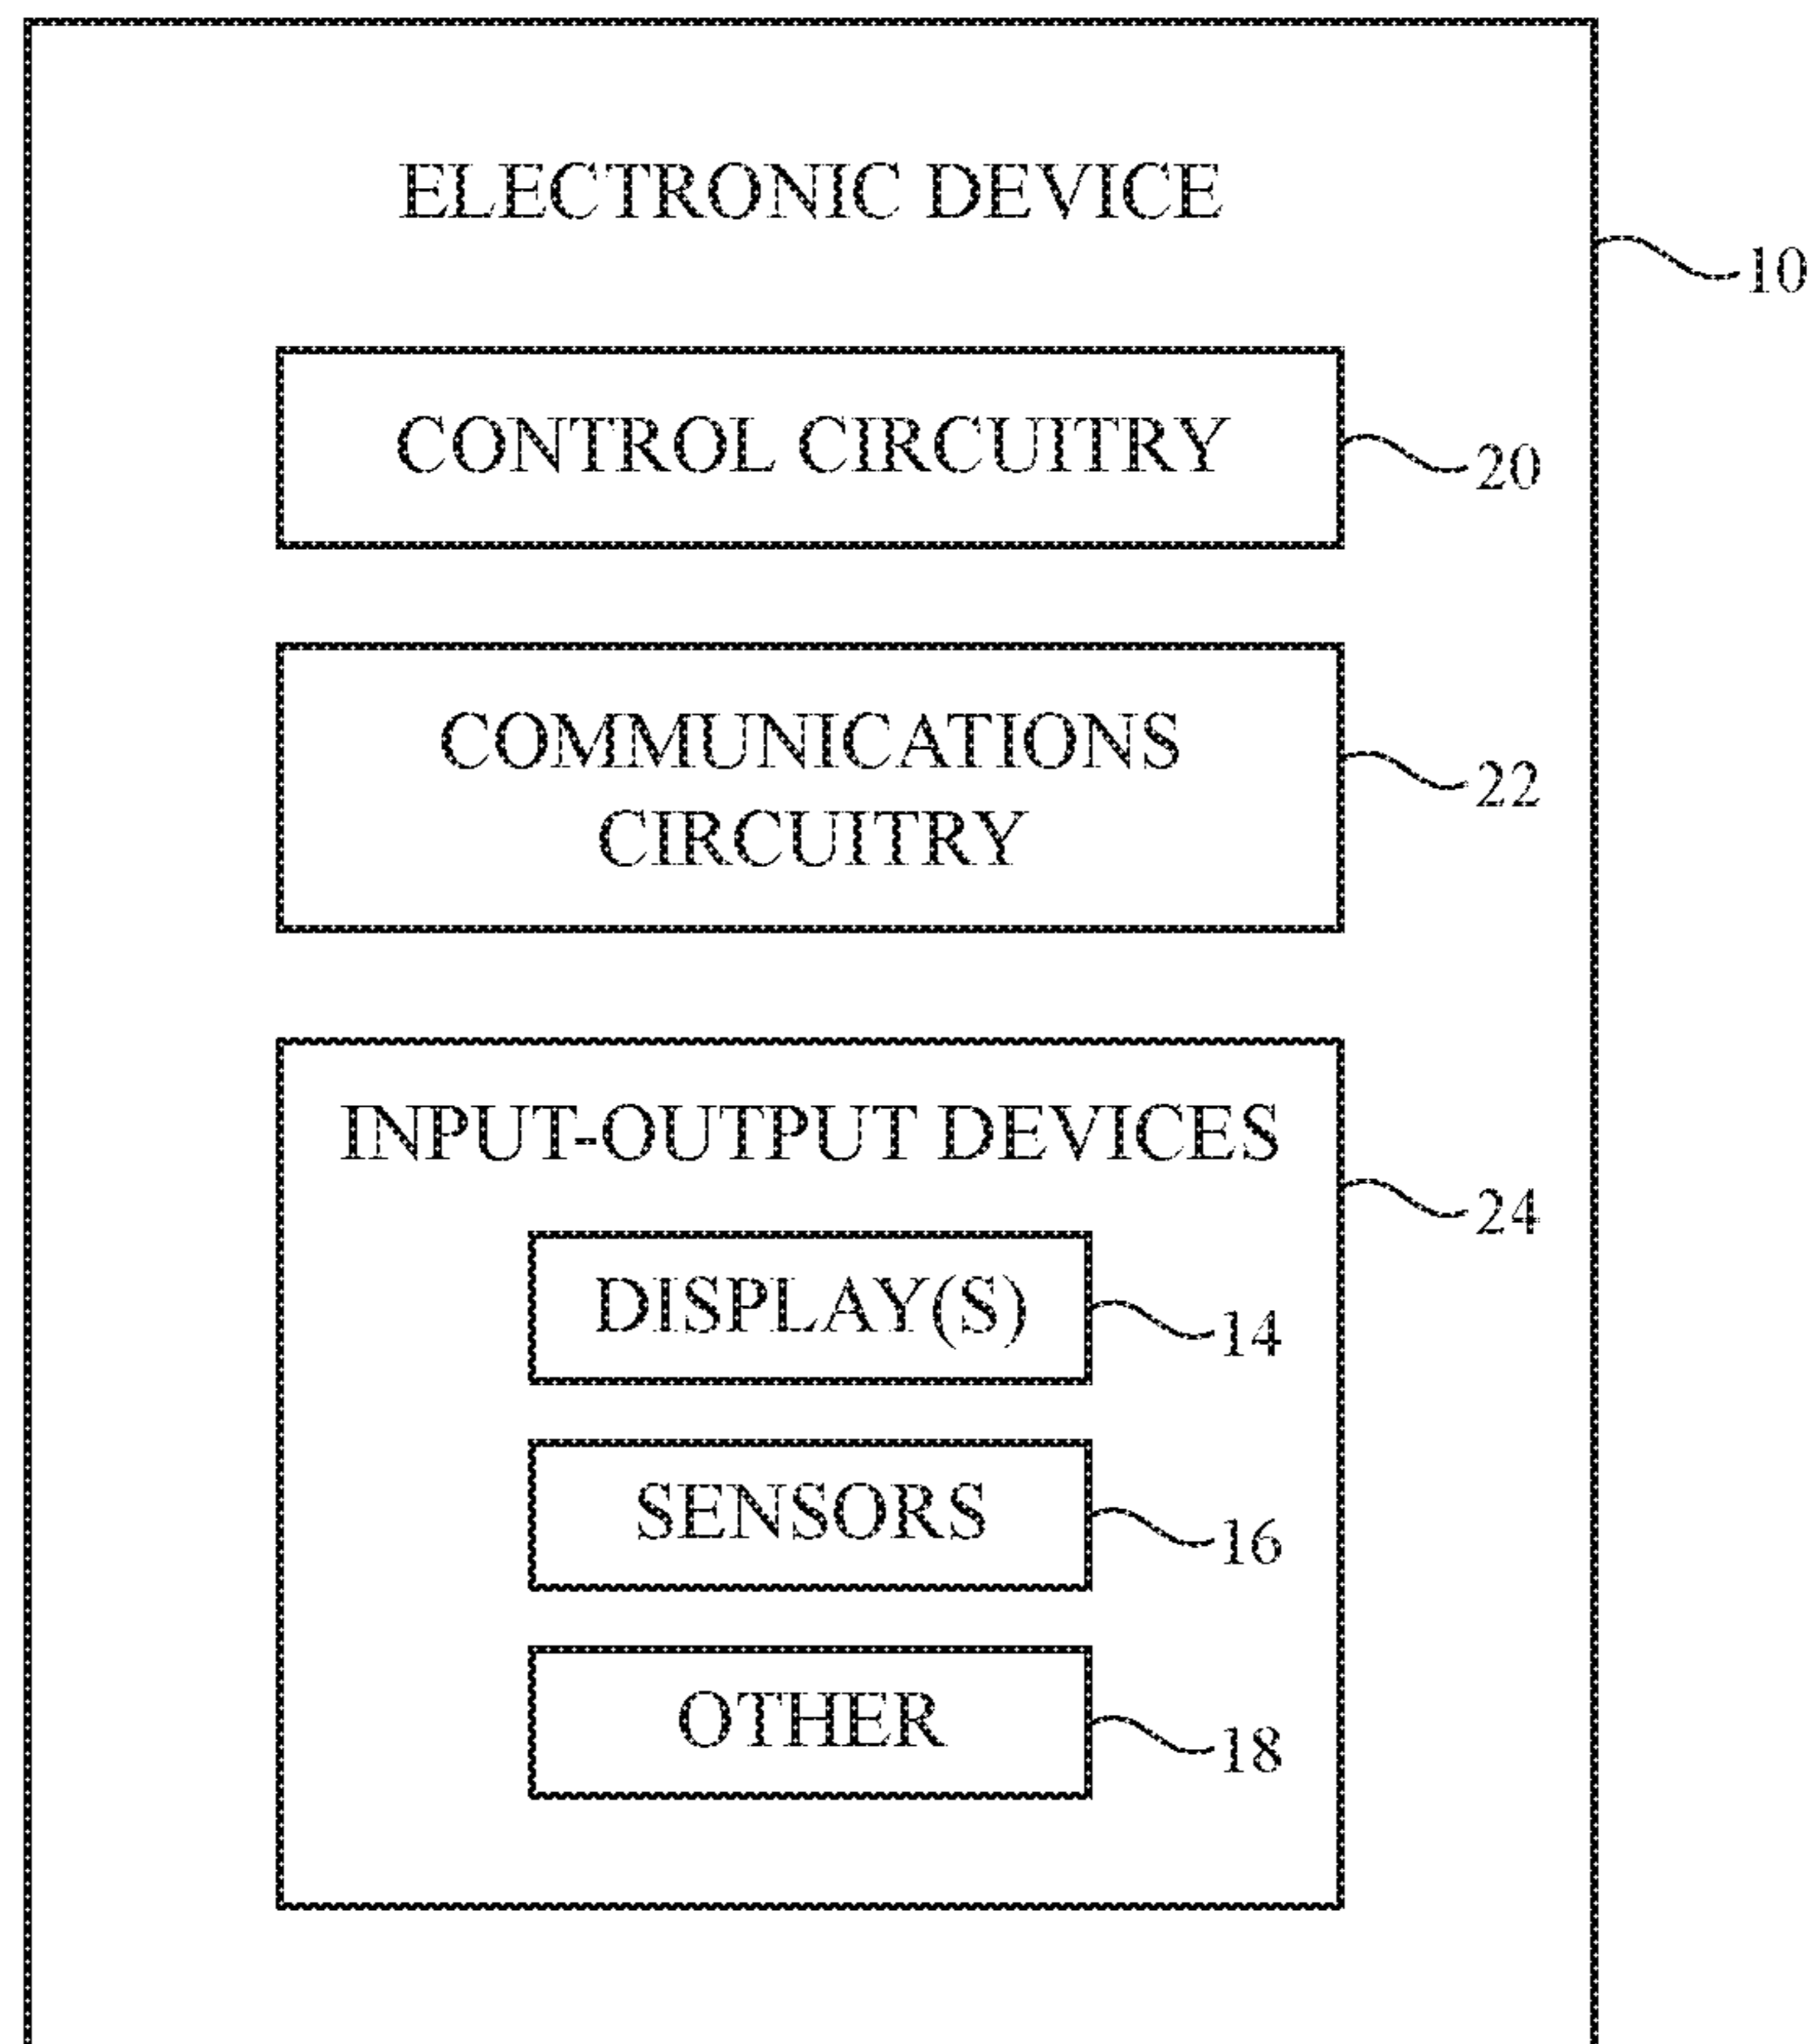 ELECTRONIC DEVICE
10
CONTROL CIRCUITRY
20
COMMUNICATIONS
CIRCUITRY
22
INPUT-OUTPUT DEVICES
24
DISPLAY(S)
14
SENSORS
16
OTHER
18